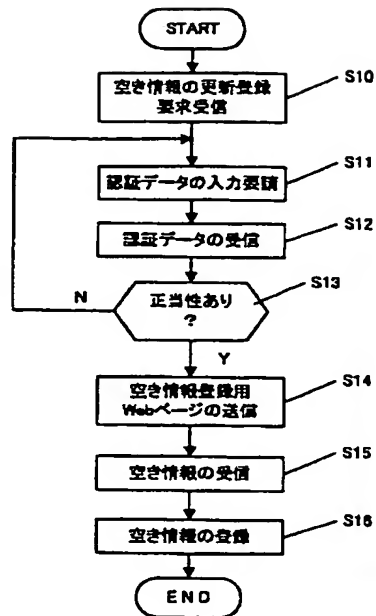 START
空き情報の更新登録
要求受信
S10
認証データの入力要請
S11
認証データの受信
S12
正当性あり
?
S13
N
Y
空き情報登録用
Webページの送信
S14
空き情報の受信
S15
空き情報の登録
S16
END